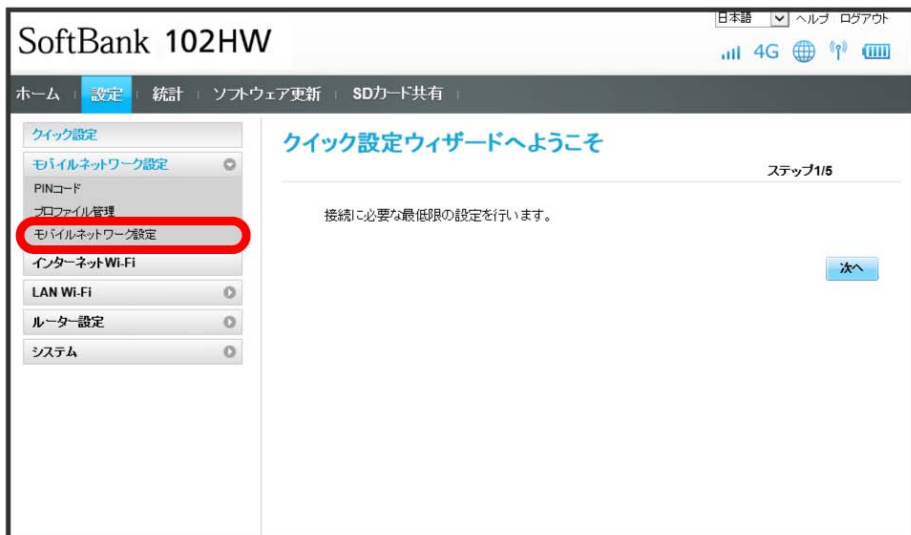 日本語 ヘルプ ログアウト
SoftBank 102HW
4G
ホーム 設定 統計 ソフトウェア更新 SDカード共有
クイック設定
モバイルネットワーク設定
PINコード
プロファイル管理
モバイルネットワーク設定
インターネットWi-Fi
LAN Wi-Fi
ルーター設定
システム
クイック設定ウィザードへようこそ
ステップ1/5
接続に必要な最低限の設定を行います。
次へ